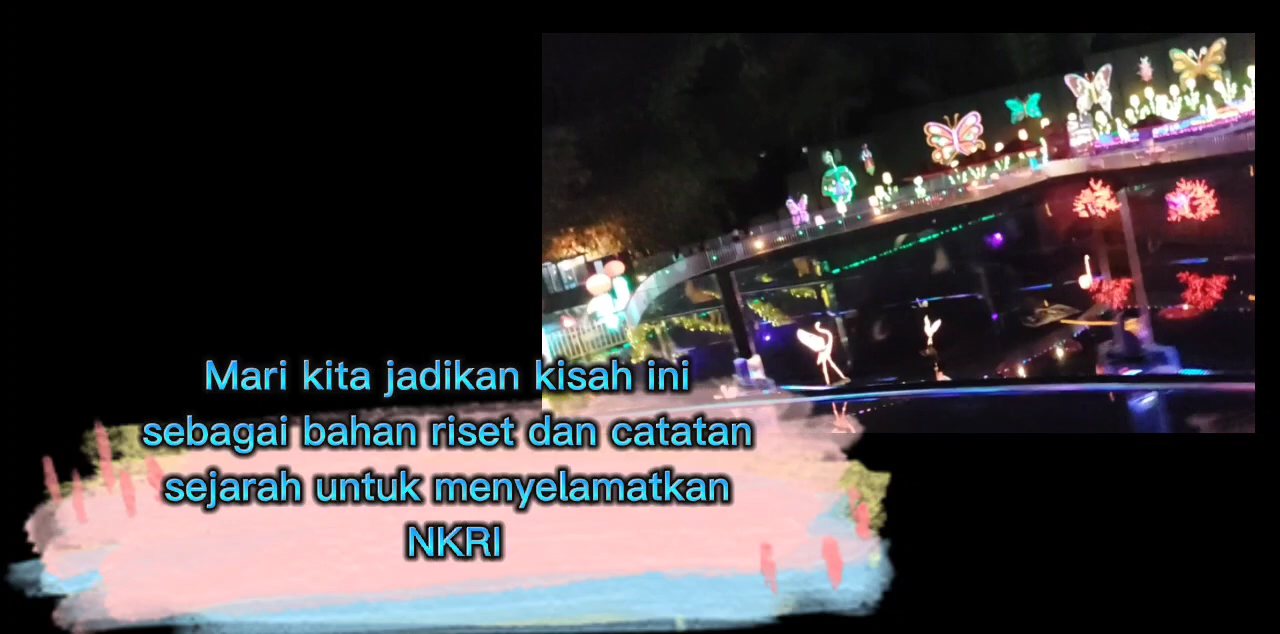 Mari kita jadikan kisah ini
sebagai bahan riset dan catatan
sejarah untuk menyelamatkan
NKRI